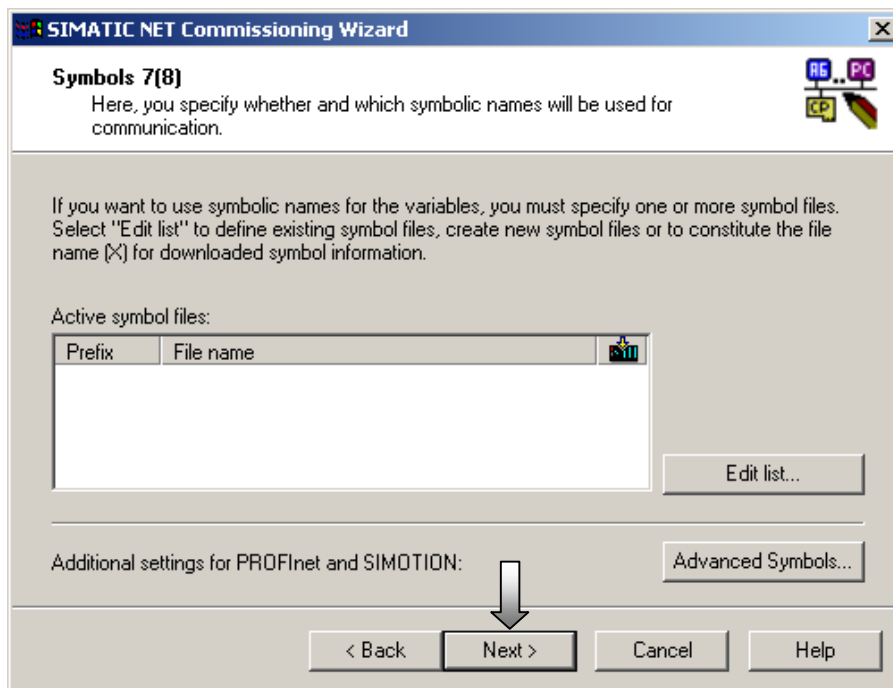 SIMATIC NET Commissioning Wizard
Symbols 7(8)
Here, you specify whether and which symbolic names will be used for
communication.
AG..PC
CP
If you want to use symbolic names for the variables, you must specify one or more symbol files.
Select "Edit list" to define existing symbol files, create new symbol files or to constitute the file
name (X) for downloaded symbol information.
Active symbol files:
Prefix File name
Edit list...
Additional settings for PROFInet and SIMOTION:
Advanced Symbols...
< Back Next > Cancel Help